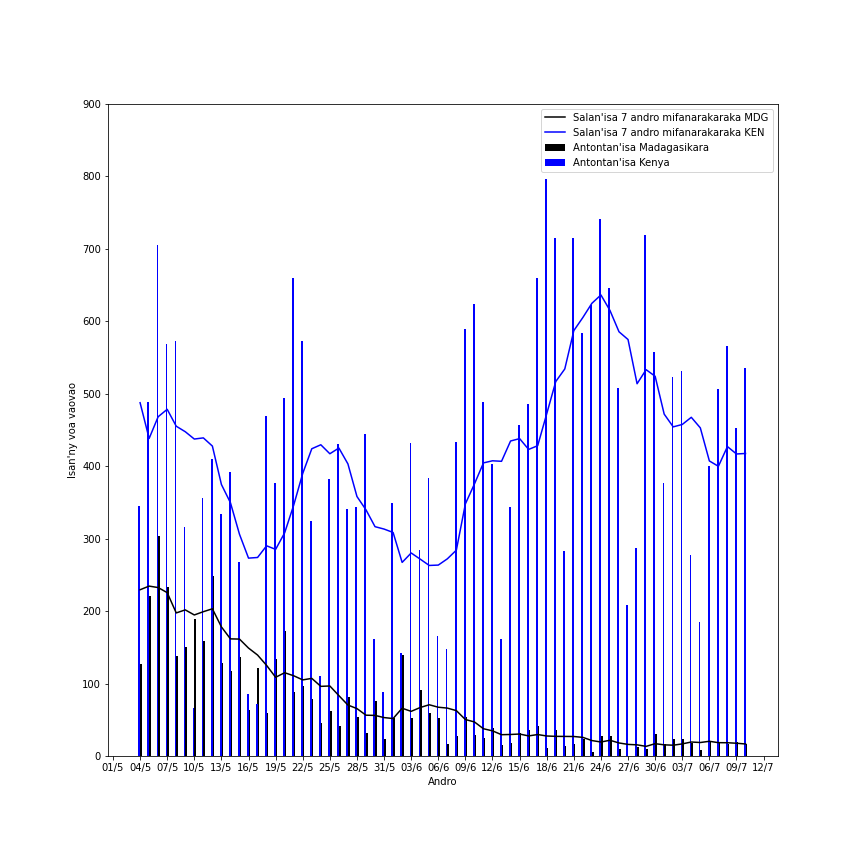 Salan'isa 7 andro mifanarakaraka MDG
Salan'isa 7 andro mifanarakaraka KEN
Antontan'isa Madagasikara
Antontan'isa Kenya
Isan'ny voa vaovao
900
800
700
600
500
400
300
200
100
0
01/5 04/5 07/5 10/5 13/5 16/5 19/5 22/5 25/5 28/5 31/5 03/6 06/6 09/6 12/6 15/6 18/6 21/6 24/6 27/6 30/6 03/7 06/7 09/7 12/7
Andro